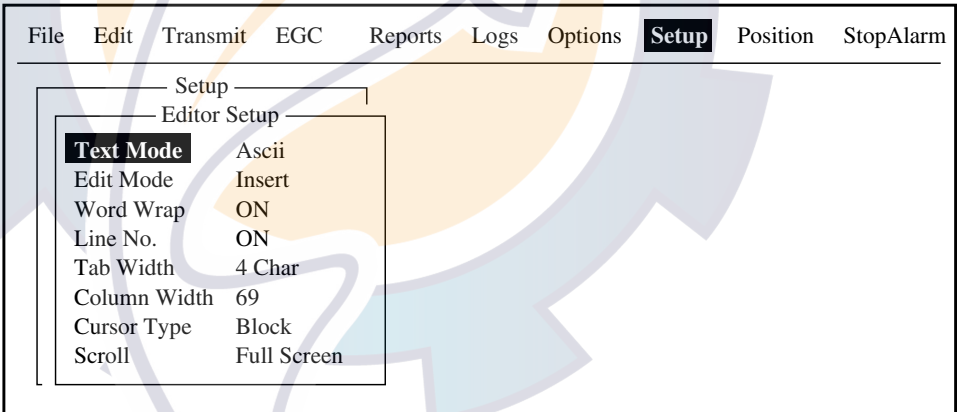 File Edit Transmit EGC Reports Logs Options Setup Position StopAlarm
Setup
Editor Setup
Text Mode Ascii
Edit Mode Insert
Word Wrap ON
Line No. ON
Tab Width 4 Char
Column Width 69
Cursor Type Block
Scroll Full Screen